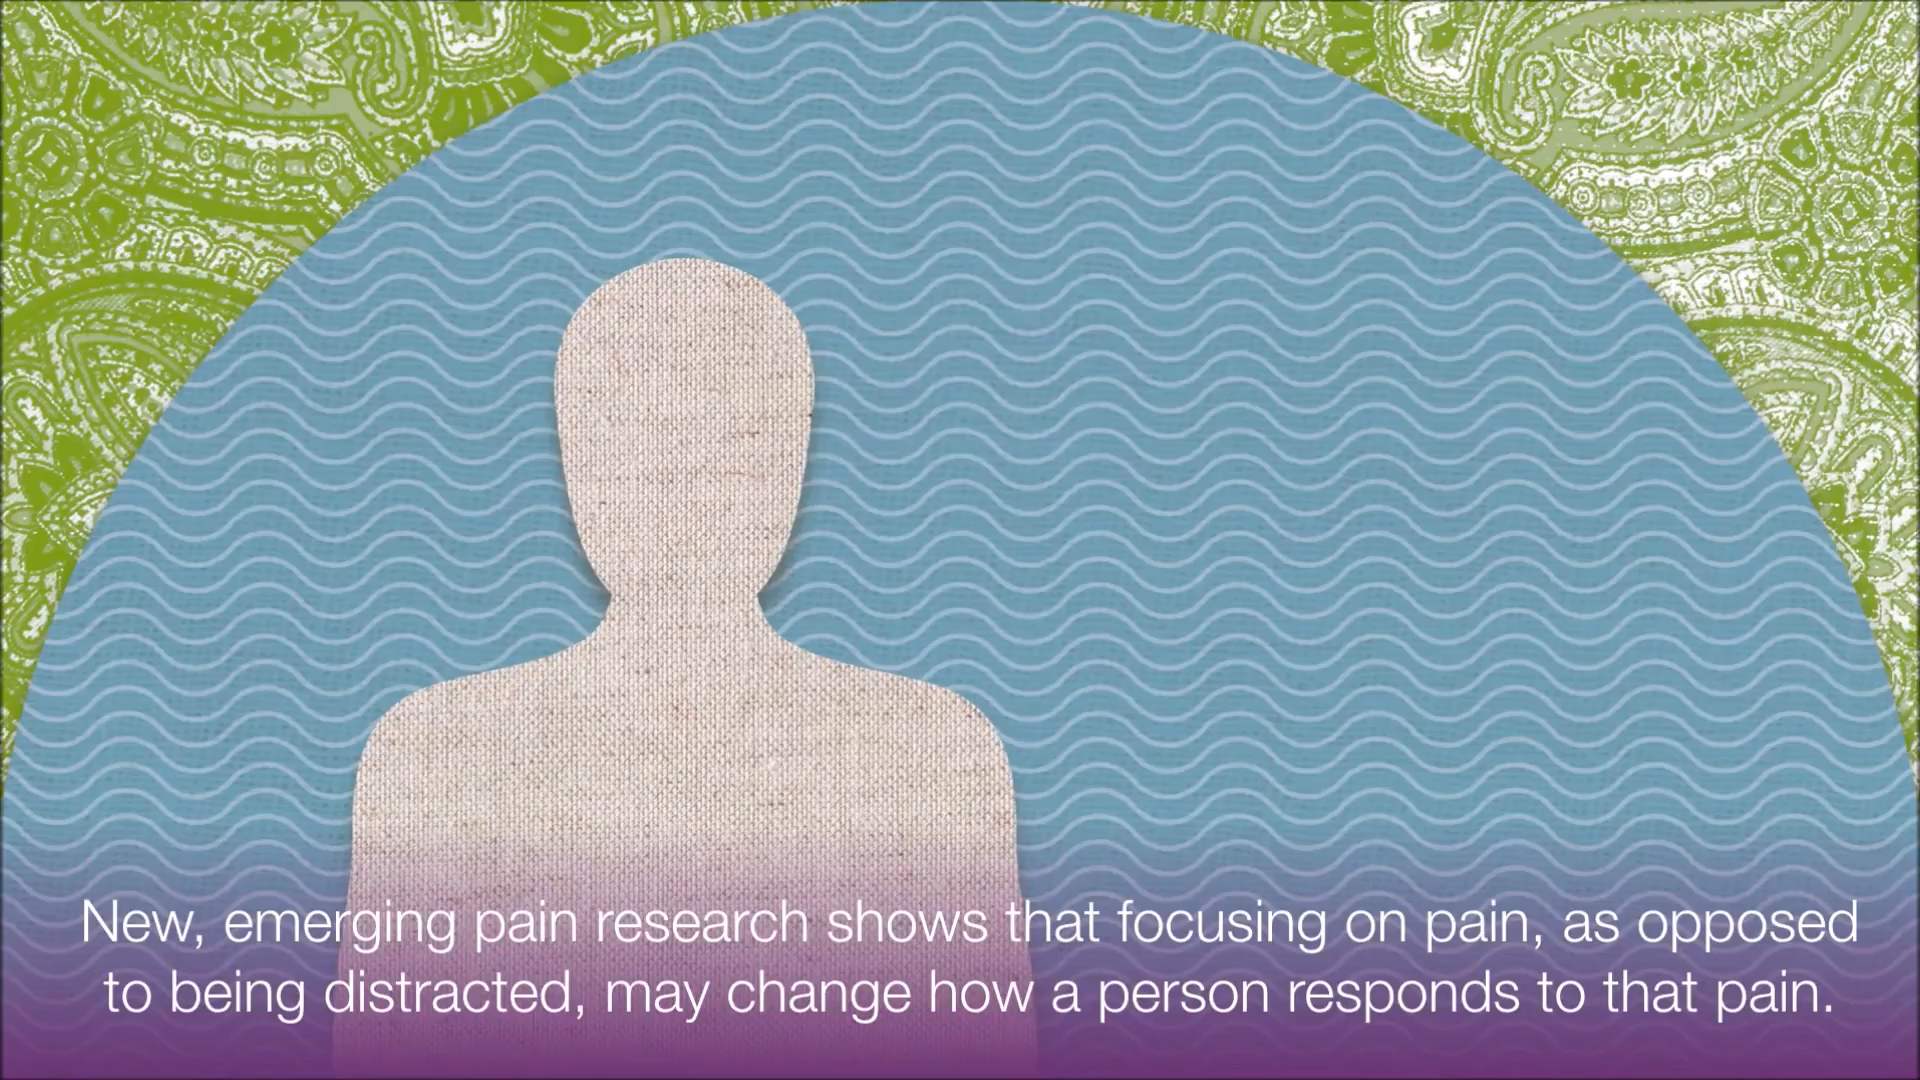 New, emerging pain research shows that focusing on pain, as opposed
to being distracted, may change how a person responds to that pain.